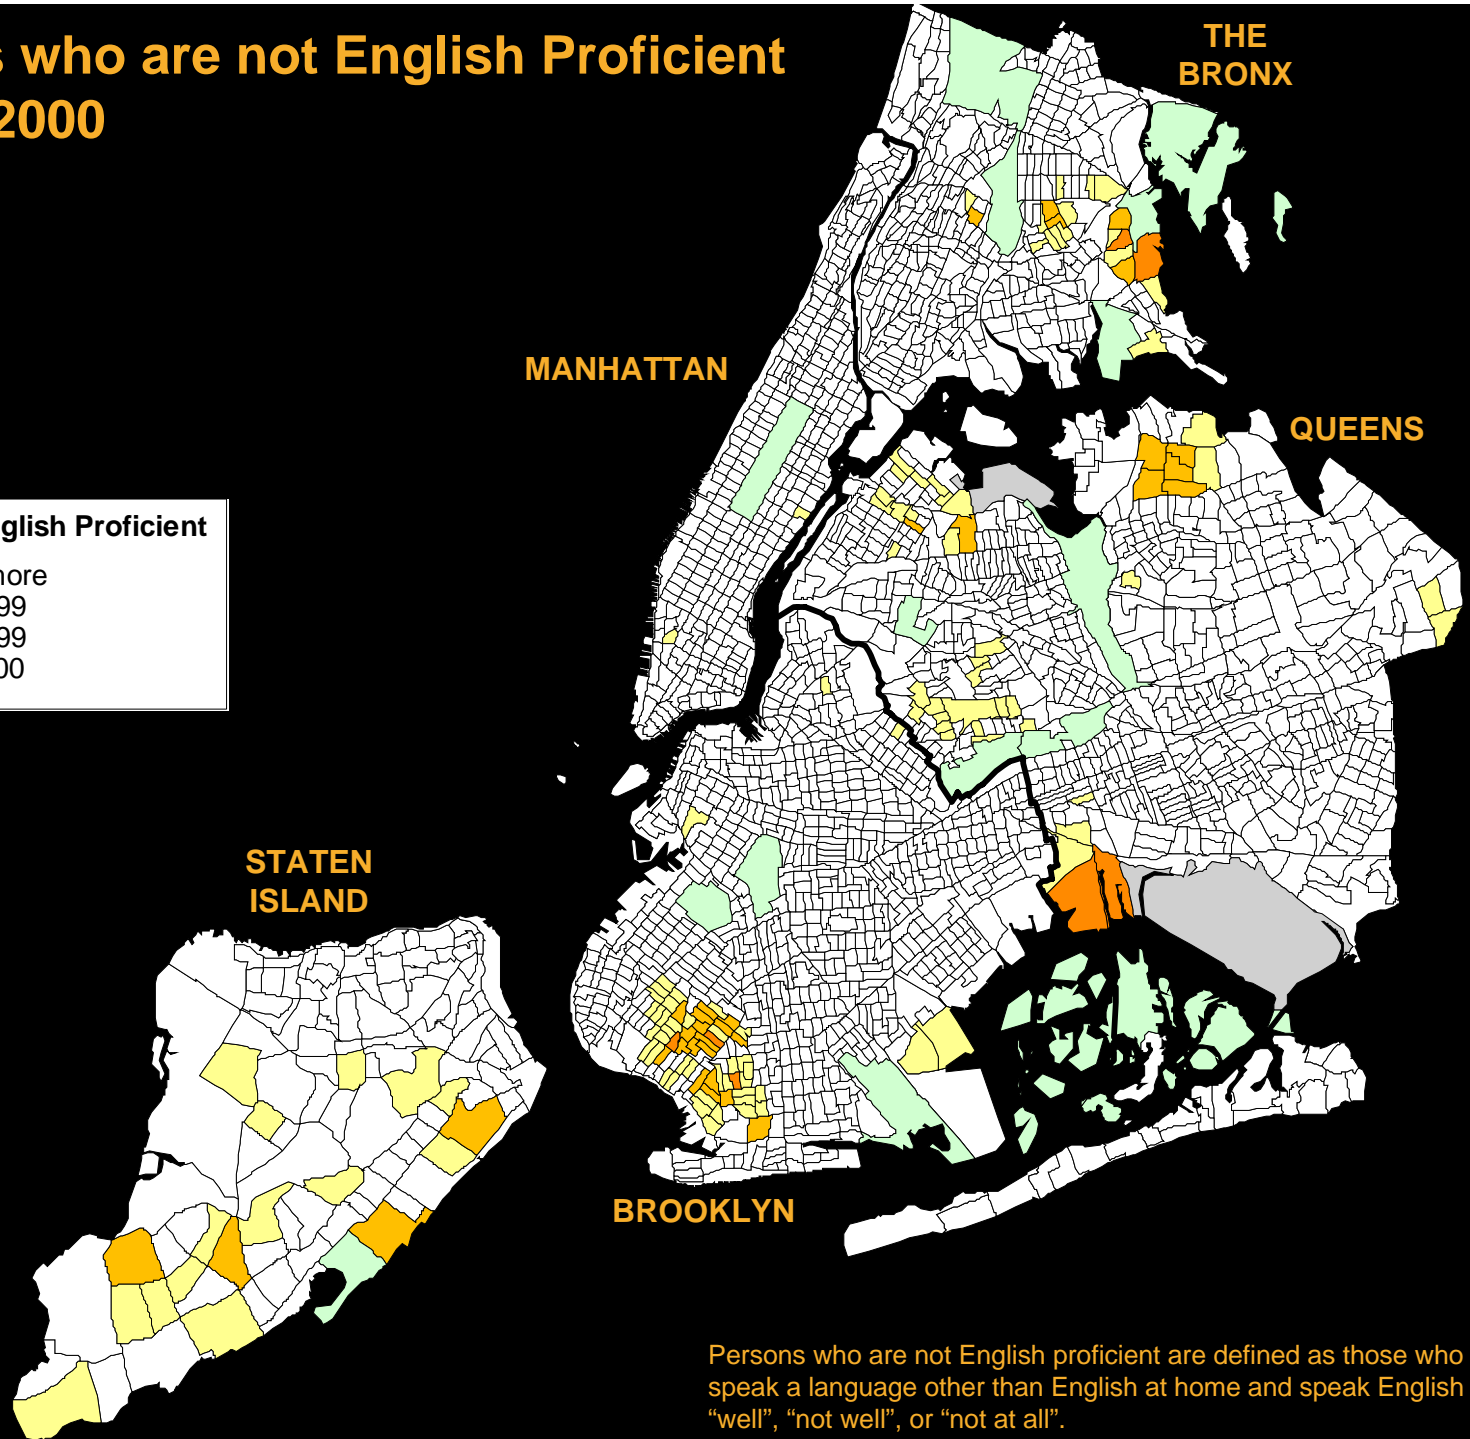 s who are not English Proficient
2000
THE
BRONX
MANHATTAN
QUEENS
glish Proficient
more
99
99
00
STATEN
ISLAND
BROOKLYN
Persons who are not English proficient are defined as those who
speak a language other than English at home and speak English
“well”, “not well”, or “not at all”.